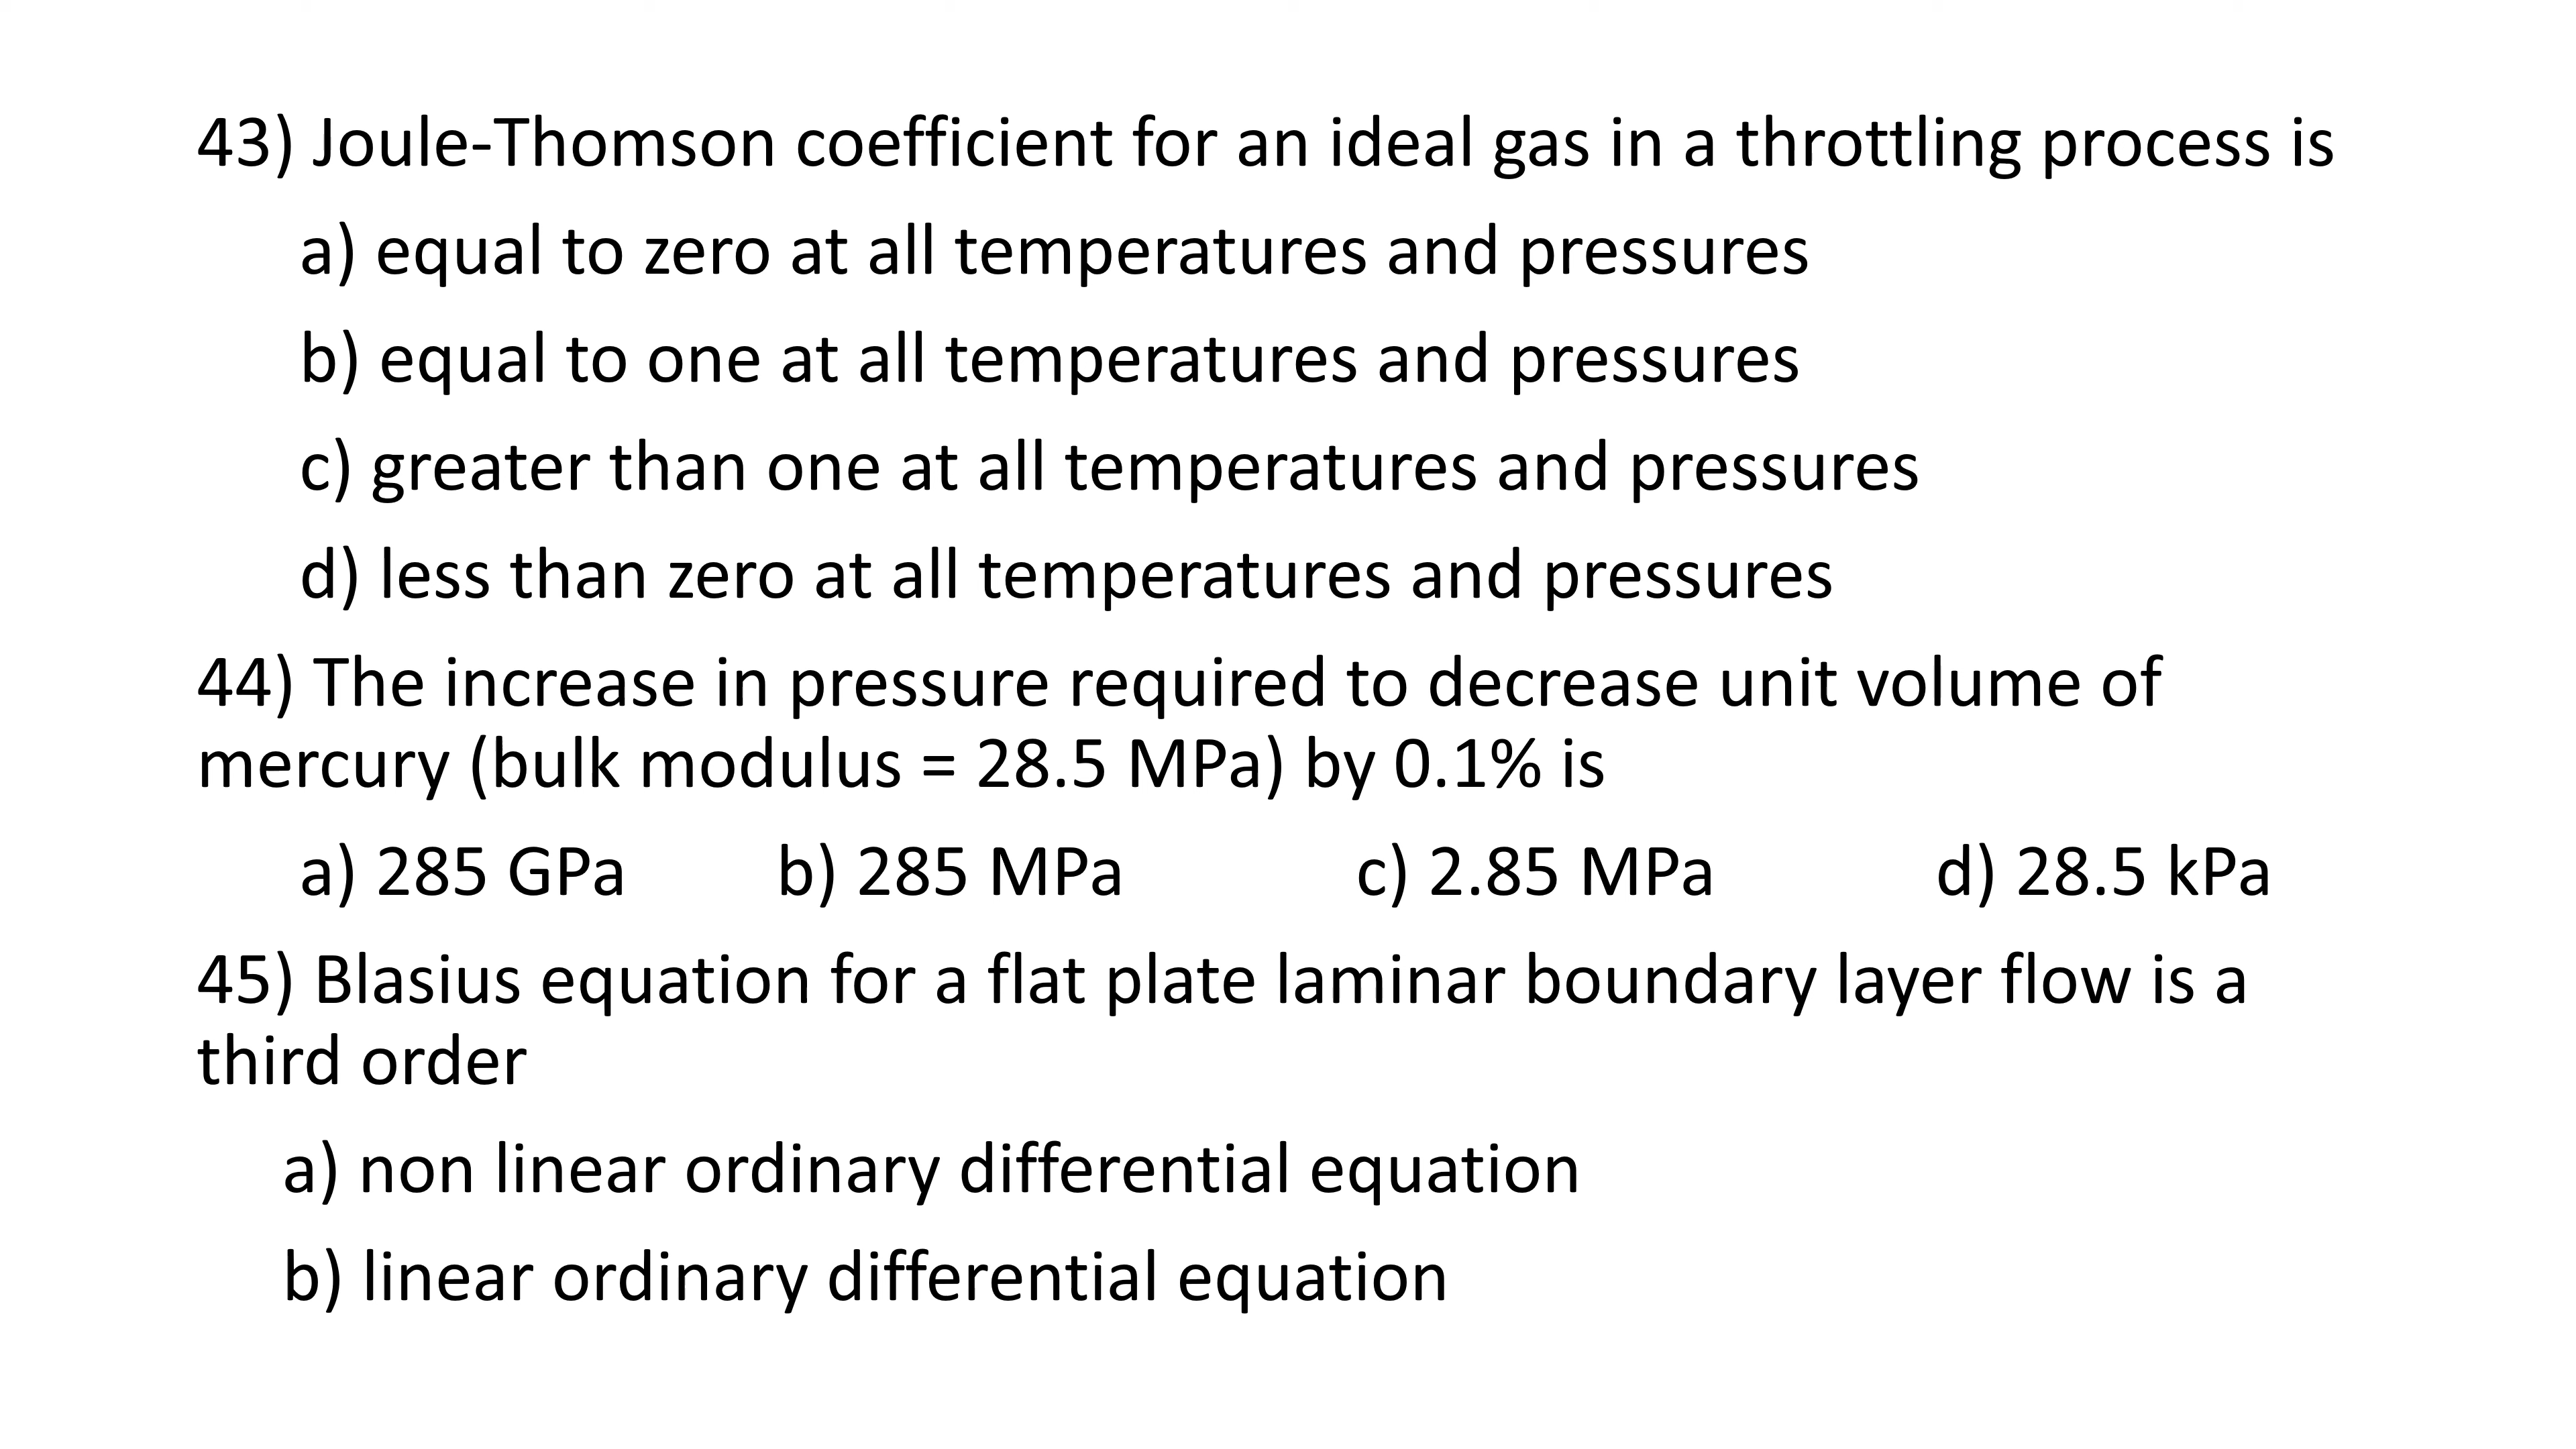 43) Joule-Thomson coefficient for an ideal gas in a throttling process is
a) equal to zero at all temperatures and pressures
b) equal to one at all temperatures and pressures
c) greater than one at all temperatures and pressures
d) less than zero at all temperatures and pressures
44) The increase in pressure required to decrease unit volume of
mercury (bulk modulus = 28.5 MPa) by 0.1% is
a) 285 GPa b) 285 MPa c) 2.85 MPa d) 28.5 kPa
45) Blasius equation for a flat plate laminar boundary layer flow is a
third order
a) non linear ordinary differential equation
b) linear ordinary differential equation